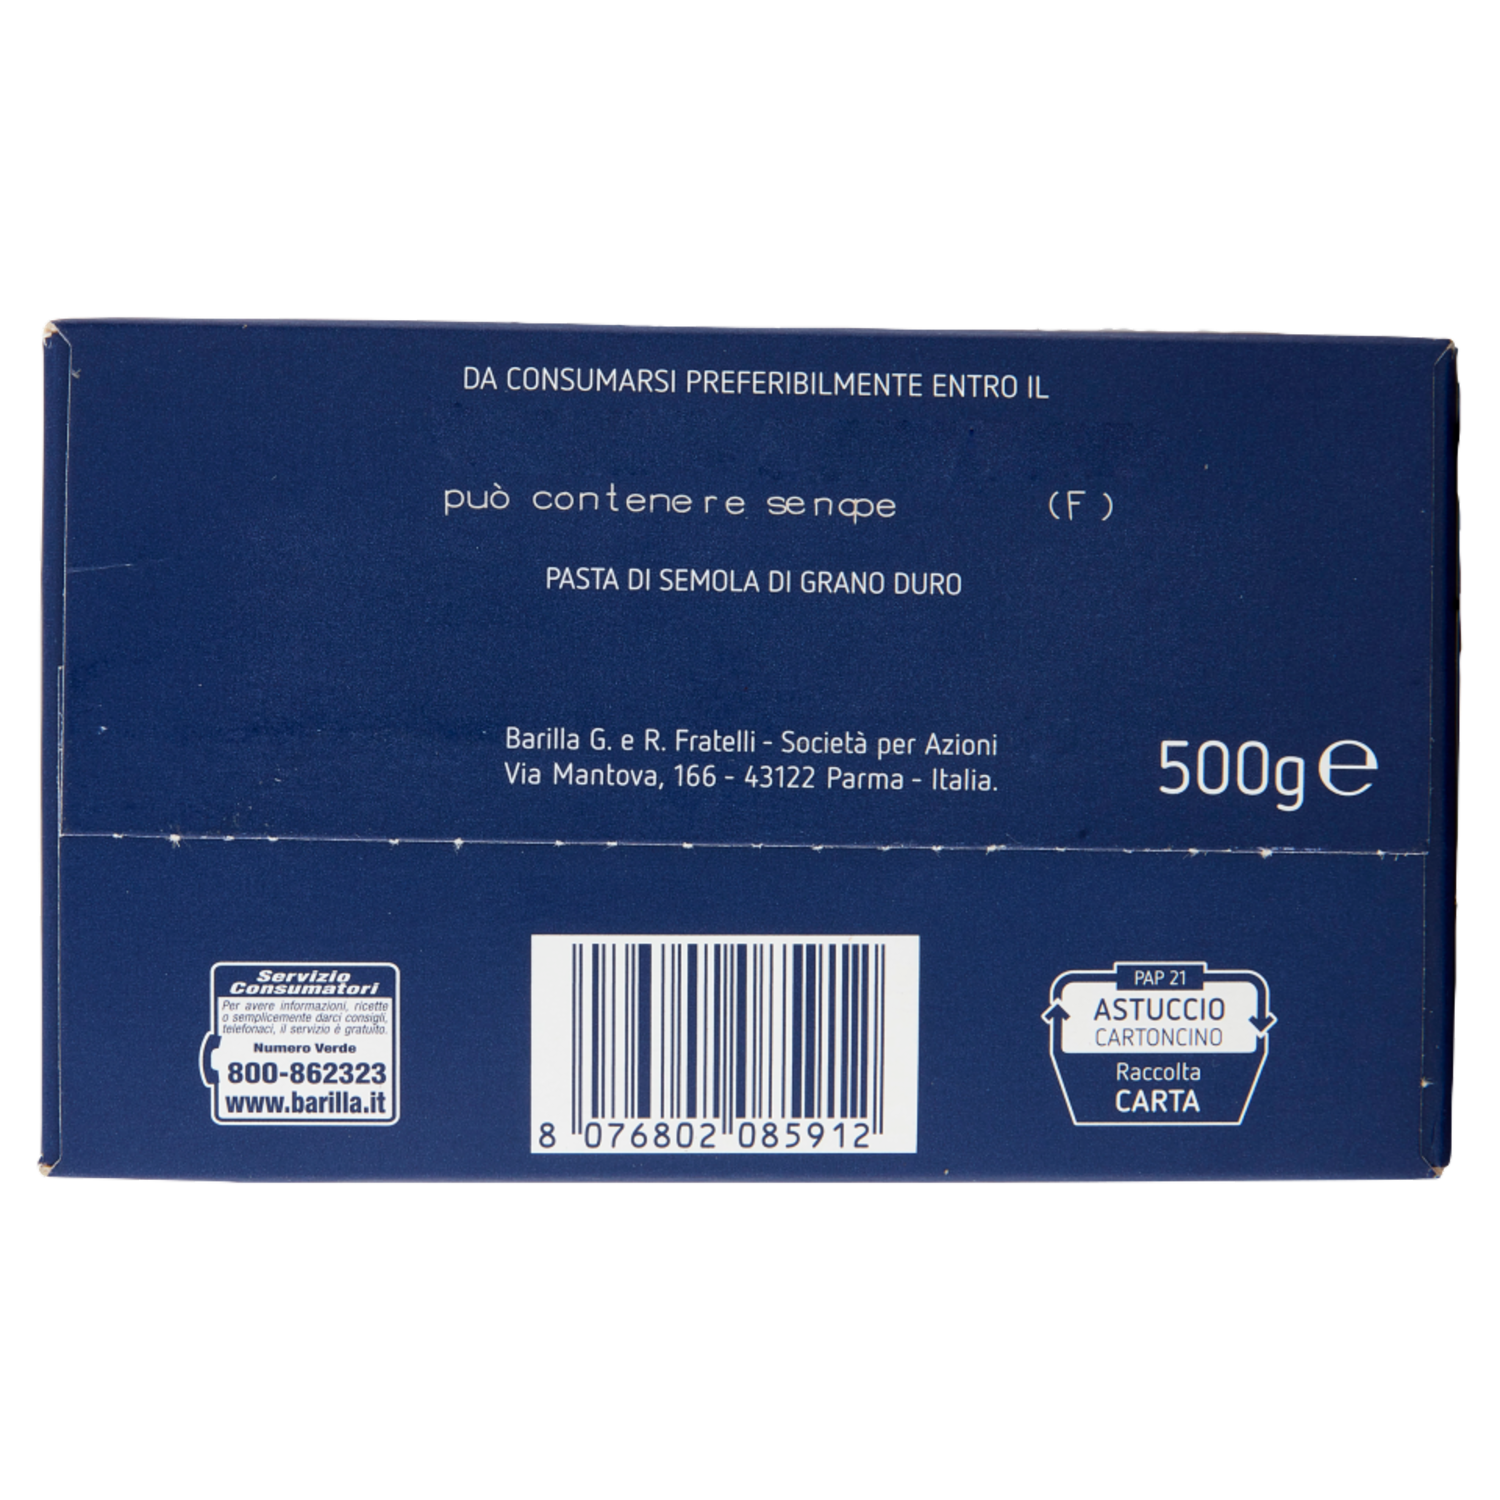 DA CONSUMARSI PREFERIBILMENTE ENTRO IL
può contenere senape (F)
PASTA DI SEMOLA DI GRANO DURO
Barilla G. e R. Fratelli - Società per Azioni
Via Mantova, 166 - 43122 Parma - Italia.
500g e
Servizio
Consumatori
Per avere informazioni, ricette
o semplicemente darci consigli,
telefonaci, il servizio è gratuito.
Numero Verde
800-862323
www.barilla.it
8 076802 085912
PAP 21
ASTUCCIO
CARTONCINO
Raccolta
CARTA